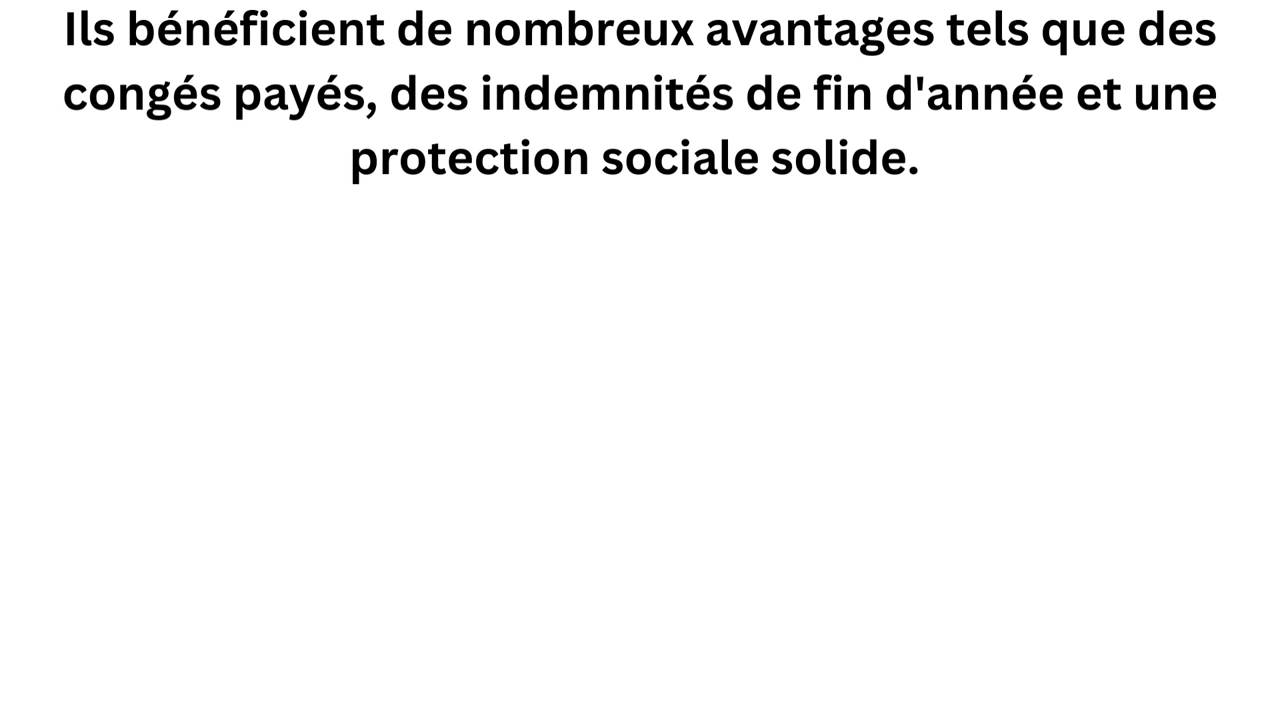 Ils bénéficient de nombreux avantages tels que des
congés payés, des indemnités de fin d'année et une
protection sociale solide.